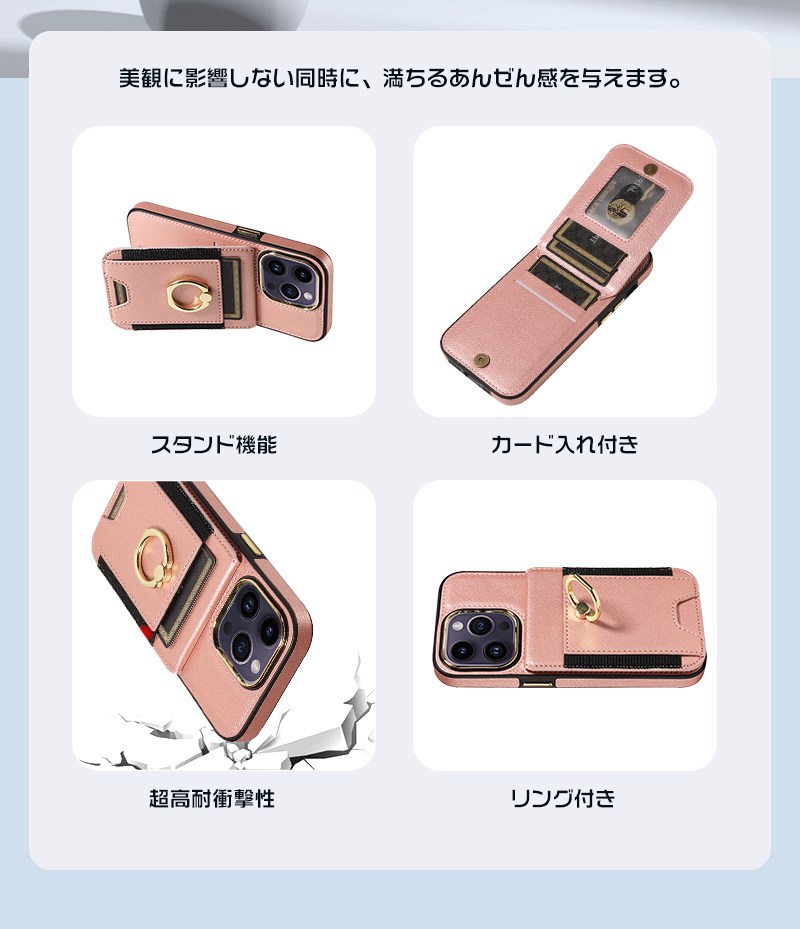 美観に影響しない同時に、満ちるあんぜん感を与えます。
スタンド機能
カード入れ付き
超高耐衝撃性
リング付き